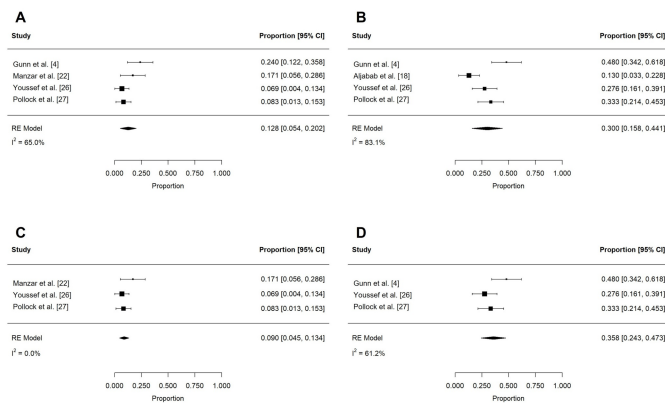 A
Study Proportion [95% CI]
Gunn et al. [4] 0.240 [0.122, 0.358]
Manzar et al. [22] 0.171 [0.056, 0.286]
Youssef et al. [26] 0.069 [0.004, 0.134]
Pollock et al. [27] 0.083 [0.013, 0.153]
RE Model 0.128 [0.054, 0.202]
I² = 65.0%
0.000 0.250 0.500 0.750 1.000
Proportion
B
Study Proportion [95% CI]
Gunn et al. [4] 0.480 [0.342, 0.618]
Aljabab et al. [18] 0.130 [0.033, 0.228]
Youssef et al. [26] 0.276 [0.161, 0.391]
Pollock et al. [27] 0.333 [0.214, 0.453]
RE Model 0.300 [0.158, 0.441]
I² = 83.1%
0.000 0.250 0.500 0.750 1.000
Proportion
C
Study Proportion [95% CI]
Manzar et al. [22] 0.171 [0.056, 0.286]
Youssef et al. [26] 0.069 [0.004, 0.134]
Pollock et al. [27] 0.083 [0.013, 0.153]
RE Model 0.090 [0.045, 0.134]
I² = 0.0%
0.000 0.250 0.500 0.750 1.000
Proportion
D
Study Proportion [95% CI]
Gunn et al. [4] 0.480 [0.342, 0.618]
Youssef et al. [26] 0.276 [0.161, 0.391]
Pollock et al. [27] 0.333 [0.214, 0.453]
RE Model 0.358 [0.243, 0.473]
I² = 61.2%
0.000 0.250 0.500 0.750 1.000
Proportion